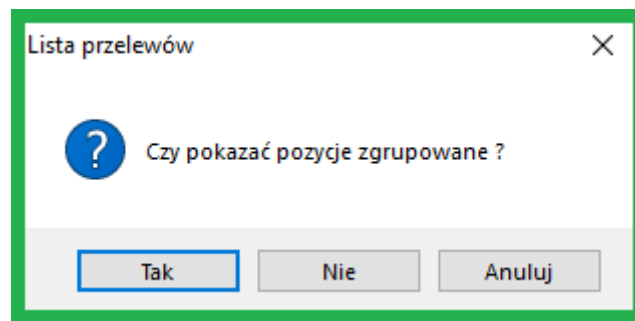 Lista przelewów
Czy pokazać pozycje zgrupowane ?
Tak Nie Anuluj